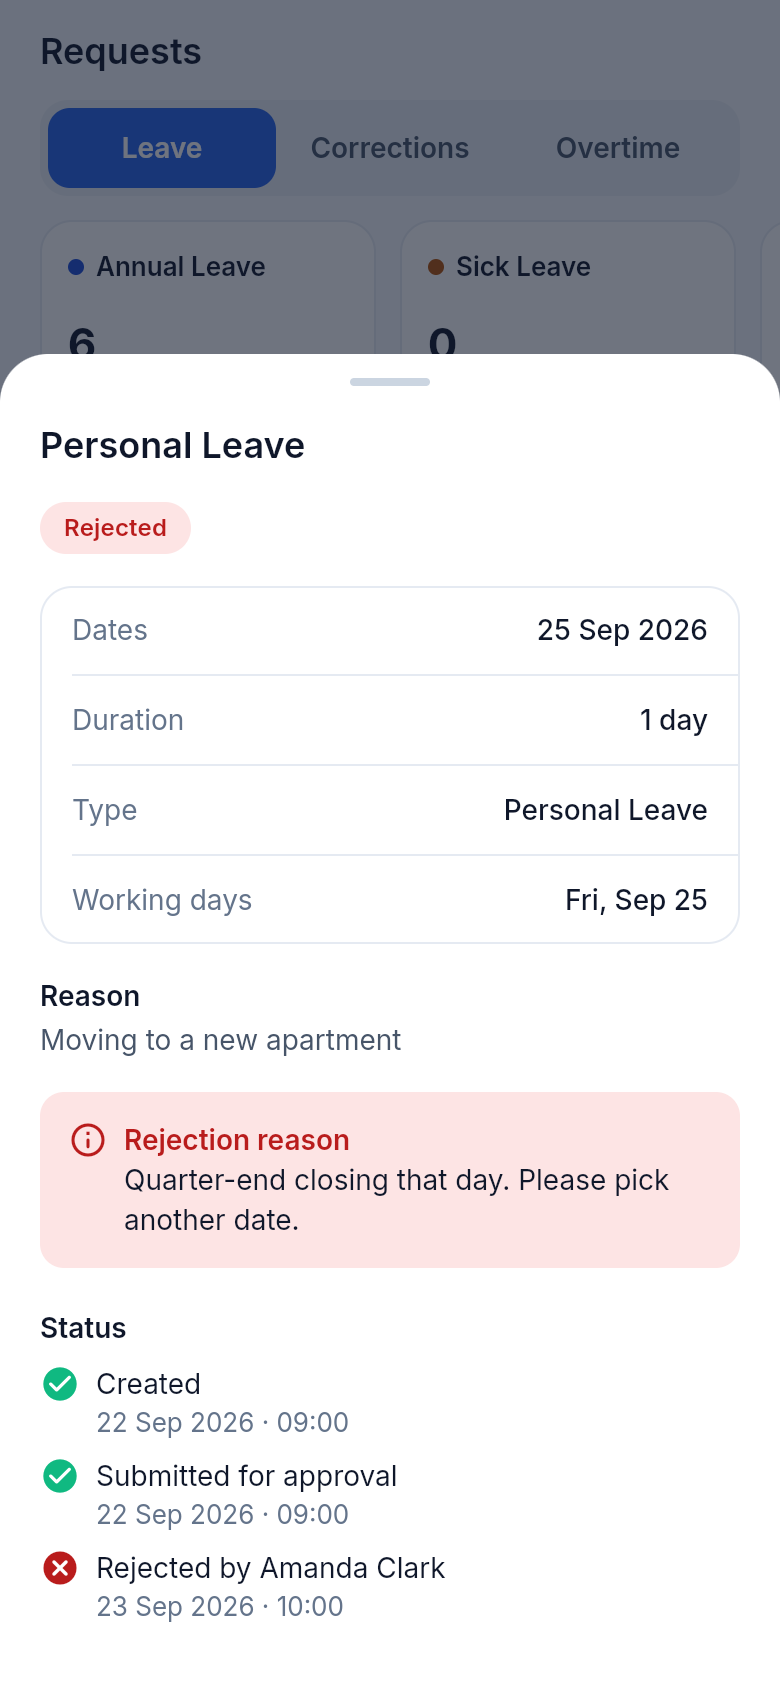 Requests
Leave
Corrections
Overtime
Annual Leave
Sick Leave
6
0
Personal Leave
Rejected
Dates
25 Sep 2026
Duration
1 day
Type
Personal Leave
Working days
Fri, Sep 25
Reason
Moving to a new apartment
Rejection reason
Quarter-end closing that day. Please pick
another date.
Status
Created
22 Sep 2026 · 09:00
Submitted for approval
22 Sep 2026 · 09:00
Rejected by Amanda Clark
23 Sep 2026 · 10:00